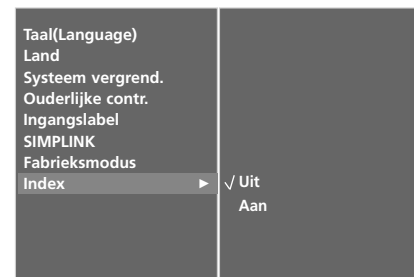 Taal(Language)
Land
Systeem vergrend.
Ouderlijke contr.
Ingangslabel
SIMPLINK
Fabrieksmodus
Index ►
√ Uit
Aan